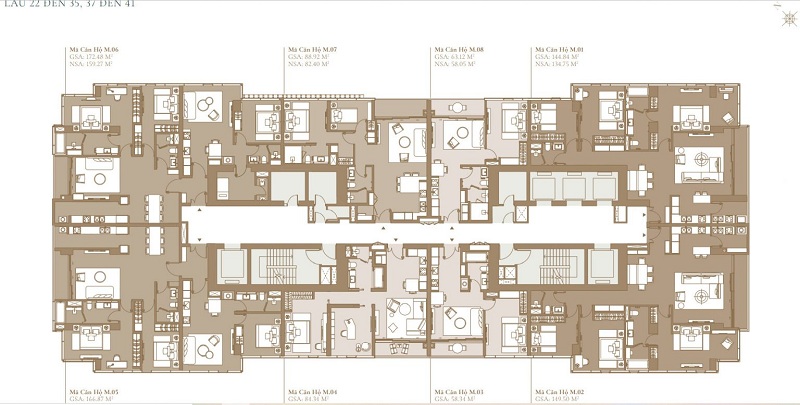 LẦU 22 ĐẾN 35, 37 ĐẾN 41
Mã Căn Hộ M.06
GSA: 172.48 M²
NSA: 159.27 M²
Mã Căn Hộ M.07
GSA: 88.92 M²
NSA: 82.40 M²
Mã Căn Hộ M.08
GSA: 63.12 M²
NSA: 58.05 M²
Mã Căn Hộ M.01
GSA: 144.84 M²
NSA: 134.75 M²
Mã Căn Hộ M.05
GSA: 166.87 M²
Mã Căn Hộ M.04
GSA: 84.34 M²
Mã Căn Hộ M.03
GSA: 58.34 M²
Mã Căn Hộ M.02
GSA: 149.50 M²